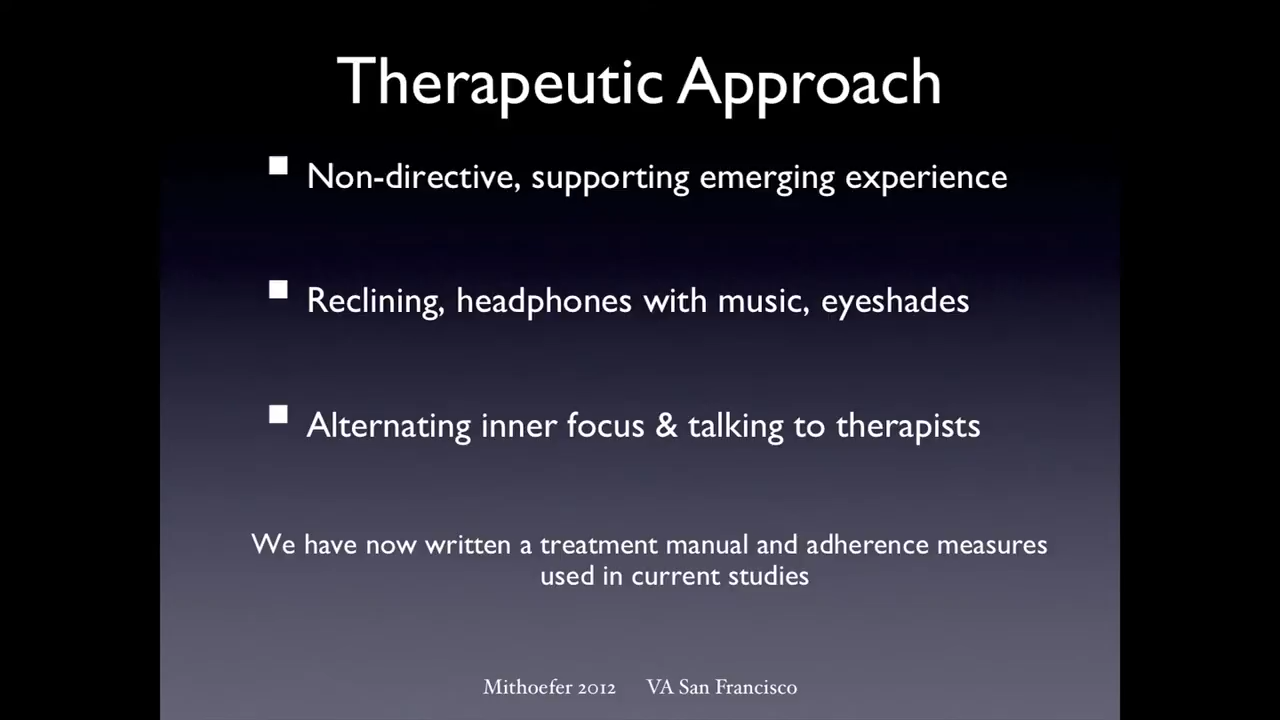 Therapeutic Approach
Non-directive, supporting emerging experience
Reclining, headphones with music, eyeshades
Alternating inner focus & talking to therapists
We have now written a treatment manual and adherence measures
used in current studies
Mithoefer 2012 VA San Francisco